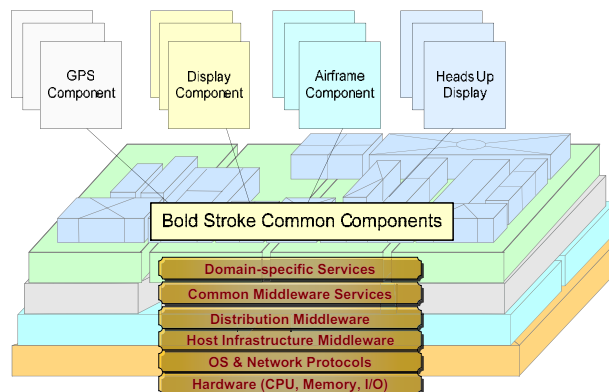 GPS
Component
Display
Component
Airframe
Component
Heads Up
Display
Bold Stroke Common Components
Domain-specific Services
Common Middleware Services
Distribution Middleware
Host Infrastructure Middleware
OS & Network Protocols
Hardware (CPU, Memory, I/O)